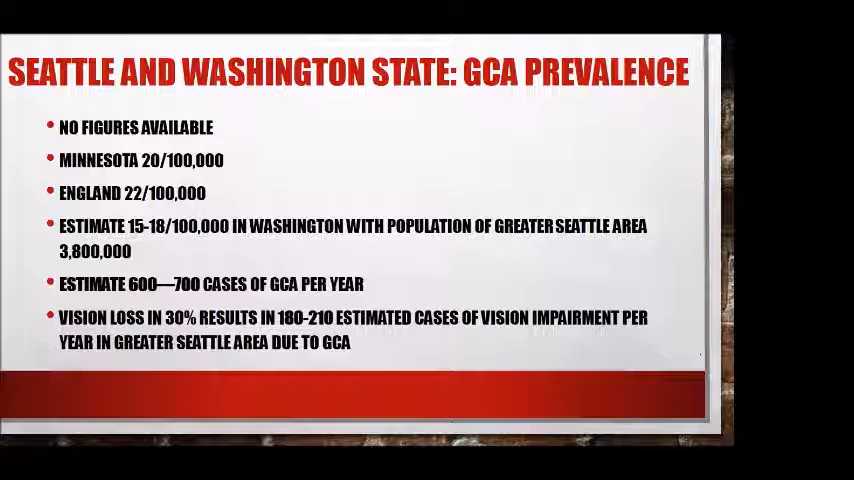 SEATTLE AND WASHINGTON STATE: GCA PREVALENCE
• NO FIGURES AVAILABLE
• MINNESOTA 20/100,000
• ENGLAND 22/100,000
• ESTIMATE 15-18/100,000 IN WASHINGTON WITH POPULATION OF GREATER SEATTLE AREA
3,800,000
• ESTIMATE 600—700 CASES OF GCA PER YEAR
• VISION LOSS IN 30% RESULTS IN 180-210 ESTIMATED CASES OF VISION IMPAIRMENT PER
YEAR IN GREATER SEATTLE AREA DUE TO GCA